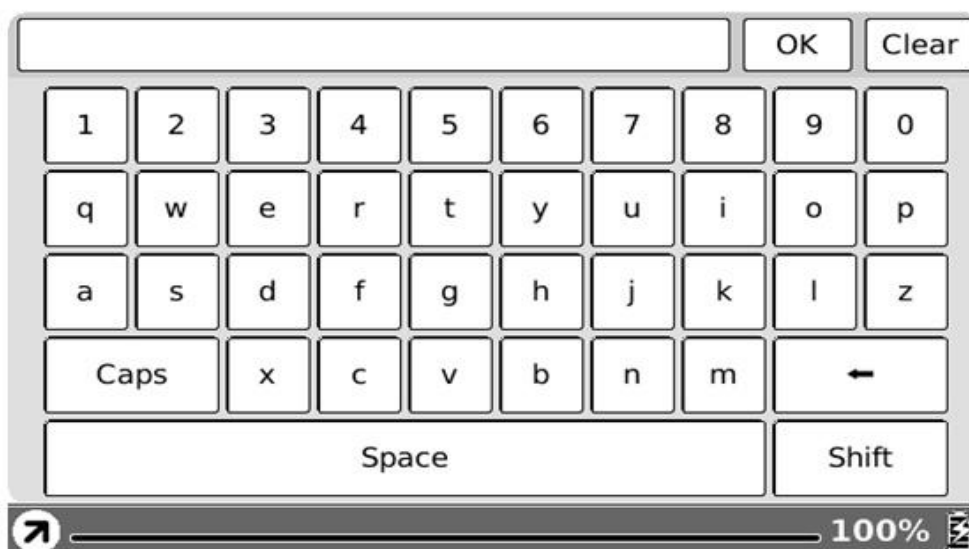 OK Clear
1 2 3 4 5 6 7 8 9 0
q w e r t y u i o p
a s d f g h j k l z
Caps x c v b n m ←
Space Shift
100%